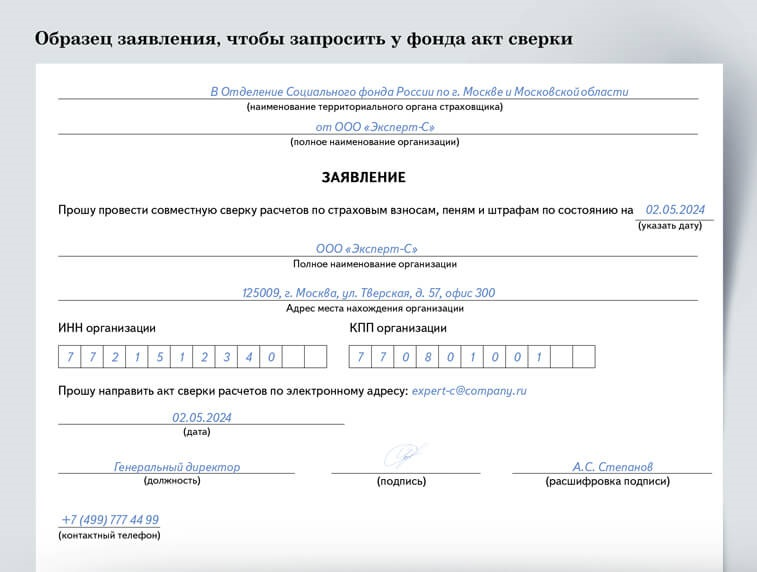 Образец заявления, чтобы запросить у фонда акт сверки
В Отделение Социального фонда России по г. Москве и Московской области
(наименование территориального органа страховщика)
от ООО «Эксперт-С»
(полное наименование организации)
ЗАЯВЛЕНИЕ
Прошу провести совместную сверку расчетов по страховым взносам, пеням и штрафам по состоянию на 02.05.2024
(указать дату)
ООО «Эксперт-С»
Полное наименование организации
125009, г. Москва, ул. Тверская, д. 57, офис 300
Адрес места нахождения организации
ИНН организации КПП организации
7 7 2 1 5 1 2 3 4 0 7 7 0 8 0 1 0 0 1
Прошу направить акт сверки расчетов по электронному адресу: expert-c@company.ru
02.05.2024
(дата)
Генеральный директор А.С. Степанов
(должность) (подпись) (расшифровка подписи)
+7 (499) 777 44 99
(контактный телефон)